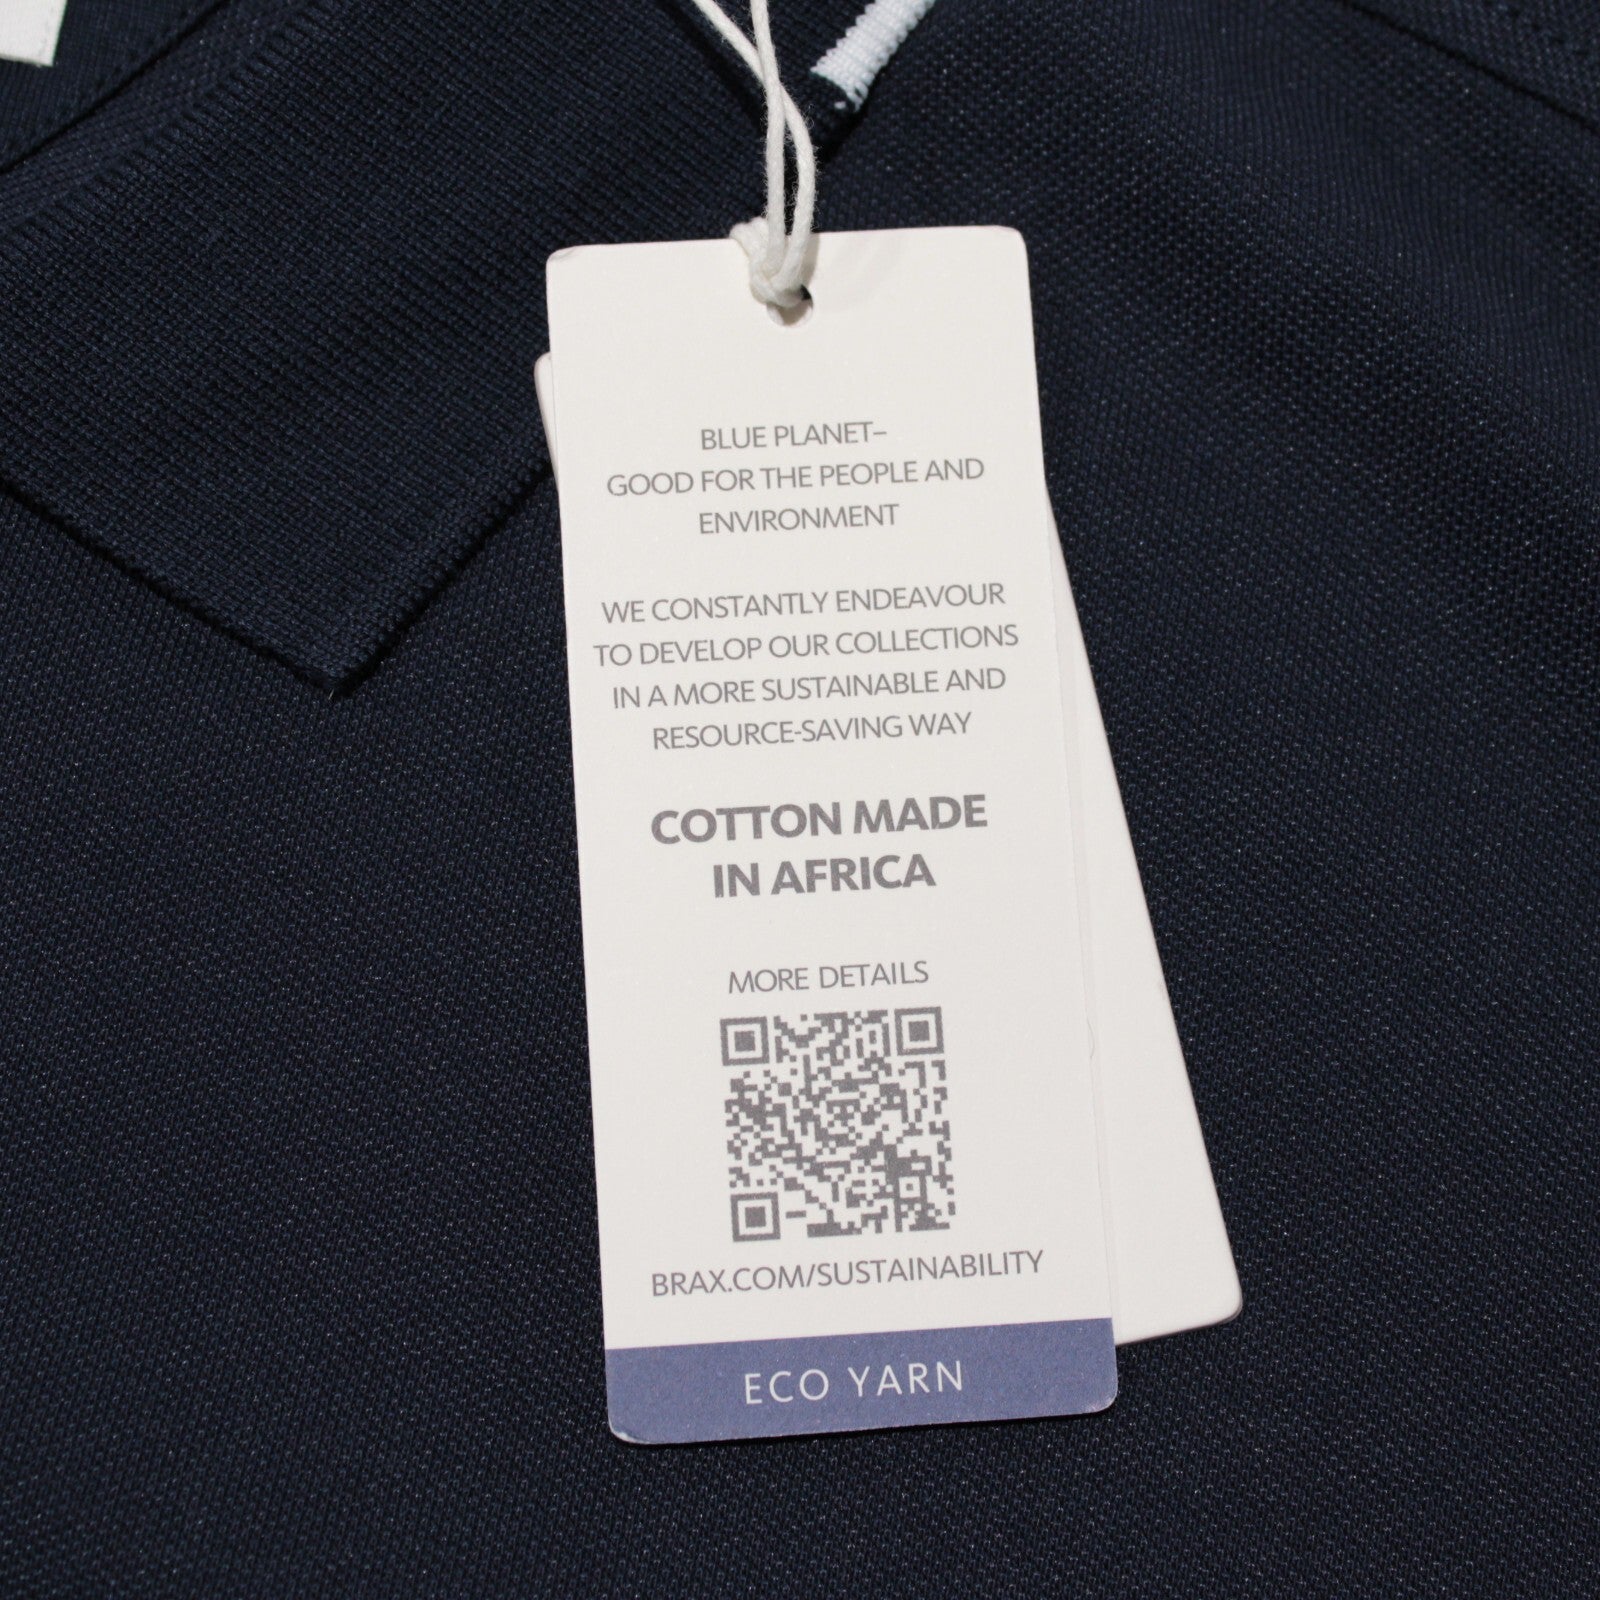 BLUE PLANET–
GOOD FOR THE PEOPLE AND
ENVIRONMENT
WE CONSTANTLY ENDEAVOUR
TO DEVELOP OUR COLLECTIONS
IN A MORE SUSTAINABLE AND
RESOURCE-SAVING WAY
COTTON MADE
IN AFRICA
MORE DETAILS
BRAX.COM/SUSTAINABILITY
ECO YARN